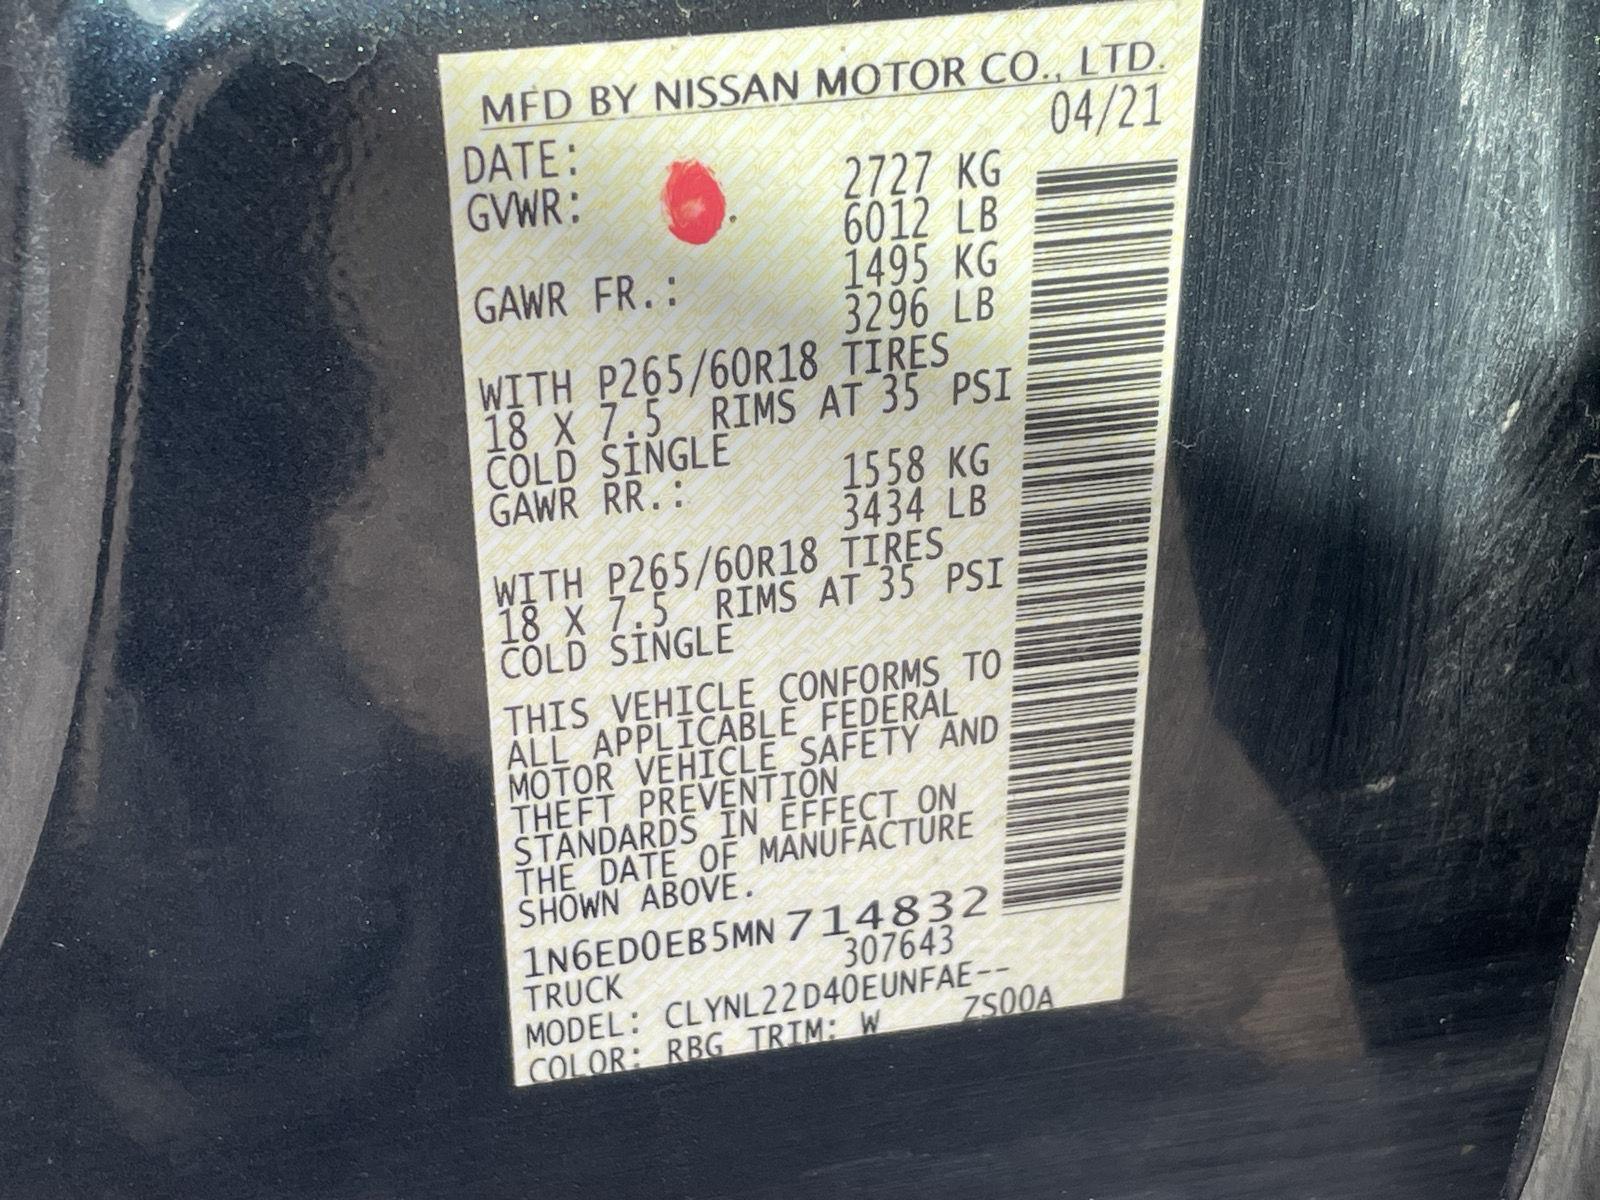 MFD BY NISSAN MOTOR CO., LTD.
DATE: 04/21
GVWR: 2727 KG
6012 LB
GAWR FR.: 1495 KG
3296 LB
WITH P265/60R18 TIRES
18 X 7.5 RIMS AT 35 PSI
COLD SINGLE
GAWR RR.: 1558 KG
3434 LB
WITH P265/60R18 TIRES
18 X 7.5 RIMS AT 35 PSI
COLD SINGLE
THIS VEHICLE CONFORMS TO
ALL APPLICABLE FEDERAL
MOTOR VEHICLE SAFETY AND
THEFT PREVENTION
STANDARDS IN EFFECT ON
THE DATE OF MANUFACTURE
SHOWN ABOVE.
1N6ED0EB5MN714832
TRUCK 307643
MODEL: CLYNL22D40EUNFAE--
COLOR: RBG TRIM: W ZS00A